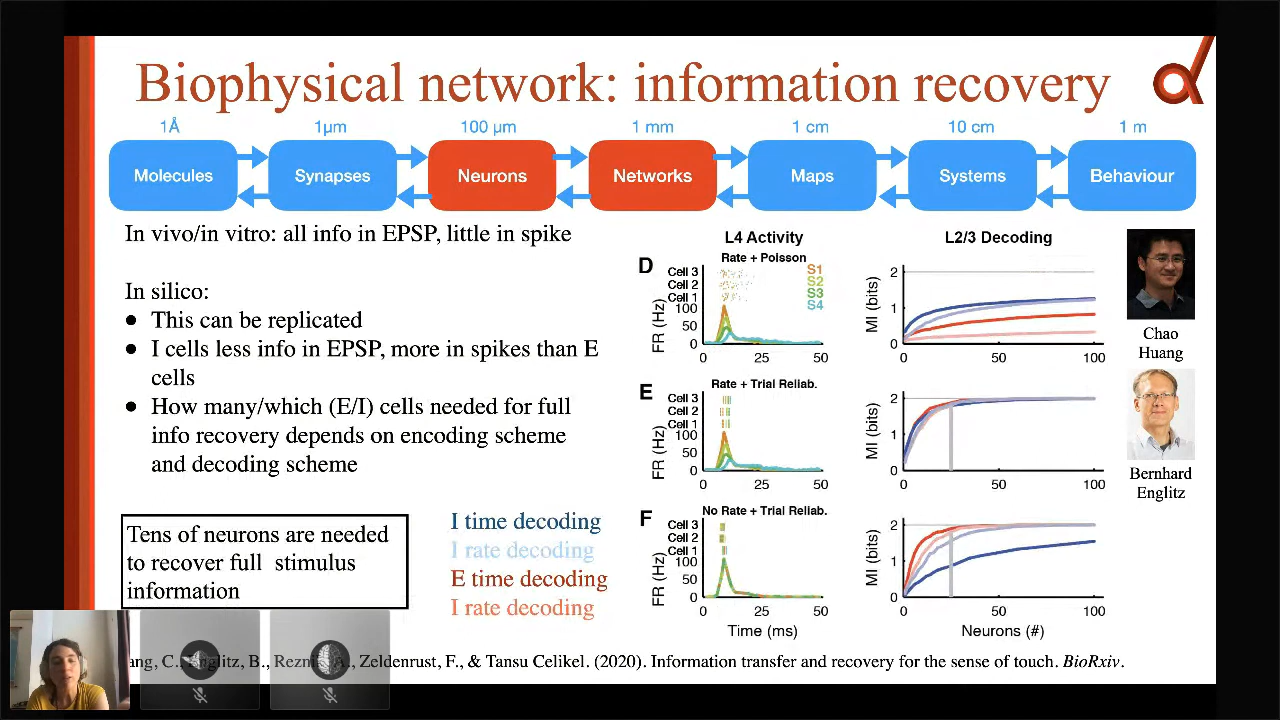 Biophysical network: information recovery
1Å 1µm 100 µm 1 mm 1 cm 10 cm 1 m
Molecules Synapses Neurons Networks Maps Systems Behaviour
In vivo/in vitro: all info in EPSP, little in spike
In silico:
● This can be replicated
● I cells less info in EPSP, more in spikes than E
cells
● How many/which (E/I) cells needed for full
info recovery depends on encoding scheme
and decoding scheme
Tens of neurons are needed
to recover full stimulus
information
I time decoding
I rate decoding
E time decoding
I rate decoding
L4 Activity L2/3 Decoding
D Rate + Poisson
Cell 3
Cell 2
Cell 1
S1
S2
S3
S4
100
50
0
FR (Hz)
0 25 50
2
1
0
MI (bits)
0 50 100
E Rate + Trial Reliab.
Cell 3
Cell 2
Cell 1
100
50
0
FR (Hz)
0 25 50
2
1
0
MI (bits)
0 50 100
F No Rate + Trial Reliab.
Cell 3
Cell 2
Cell 1
100
50
0
FR (Hz)
0 25 50
Time (ms)
2
1
0
MI (bits)
0 50 100
Neurons (#)
Chao
Huang
Bernhard
Englitz
ang, C., Englitz, B., Rezni A., Zeldenrust, F., & Tansu Celikel. (2020). Information transfer and recovery for the sense of touch. BioRxiv.